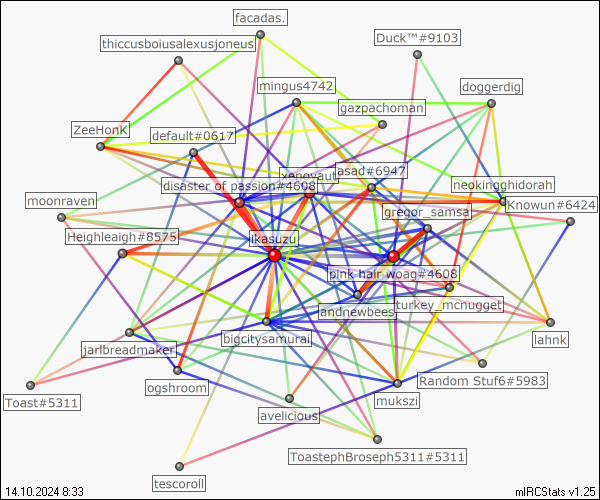 facadas.
thiccusboiusalexusjoneus
Duck™#9103
mingus4742
doggerdig
gazpachoman
ZeeHonk
default#0617
xenovaut
asad#6947
disaster of passion#4608
neokingghidorah
moonraven
Knowun#6424
gregor_samsa
Heighleaigh#8575
ikasuzu
pink hair woag#4608
turkey_mcnugget
andnewbees
bigcitysamurai
lahnk
jarlbreadmaker
Random Stuf6#5983
ogshroom
mukszi
Toast#5311
avelicious
ToastephBroseph5311#5311
tescoroll
14.10.2024 8:33
mIRCStats v1.25